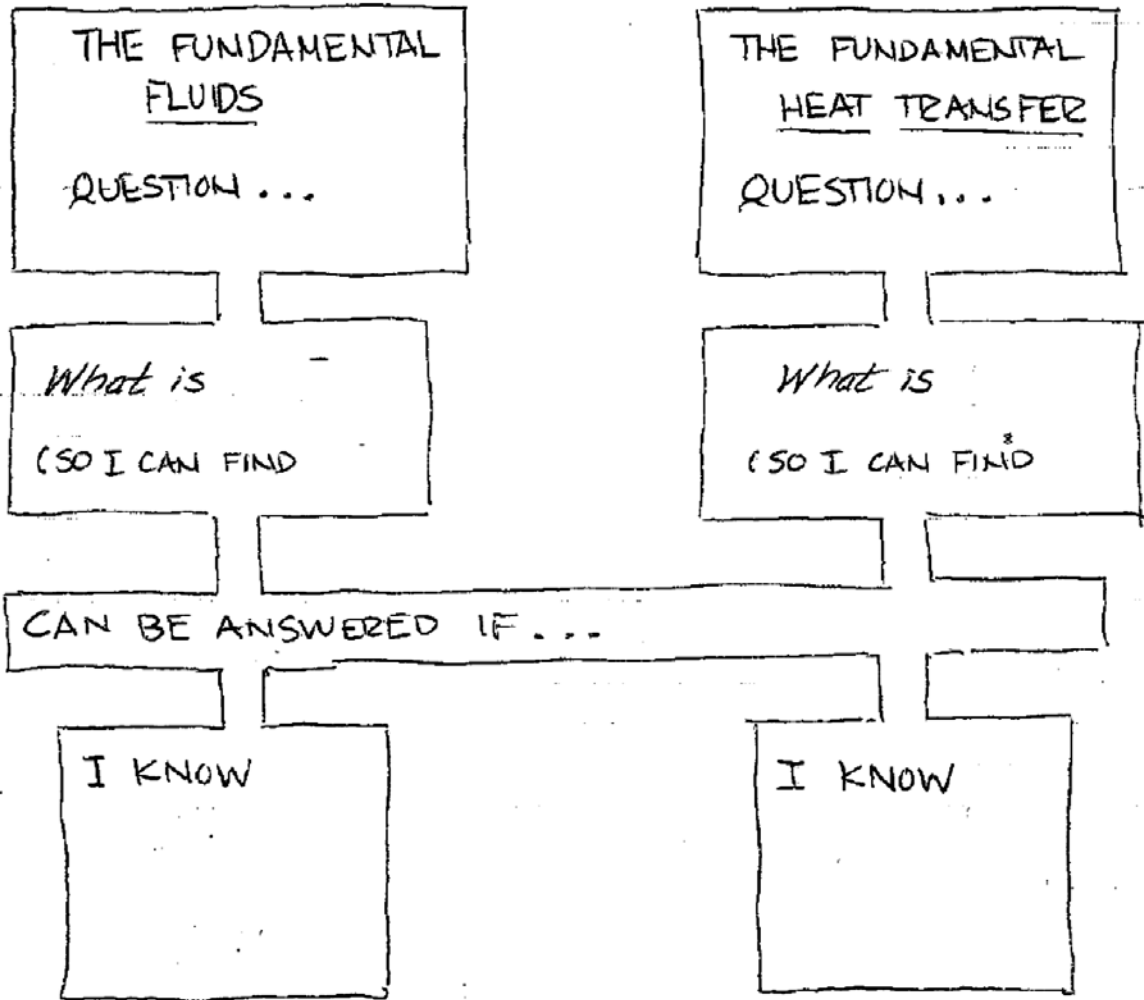 THE FUNDAMENTAL
FLUIDS
QUESTION...
What is
(SO I CAN FIND
THE FUNDAMENTAL
HEAT TRANSFER
QUESTION...
What is
(SO I CAN FIND
CAN BE ANSWERED IF...
I KNOW
I KNOW